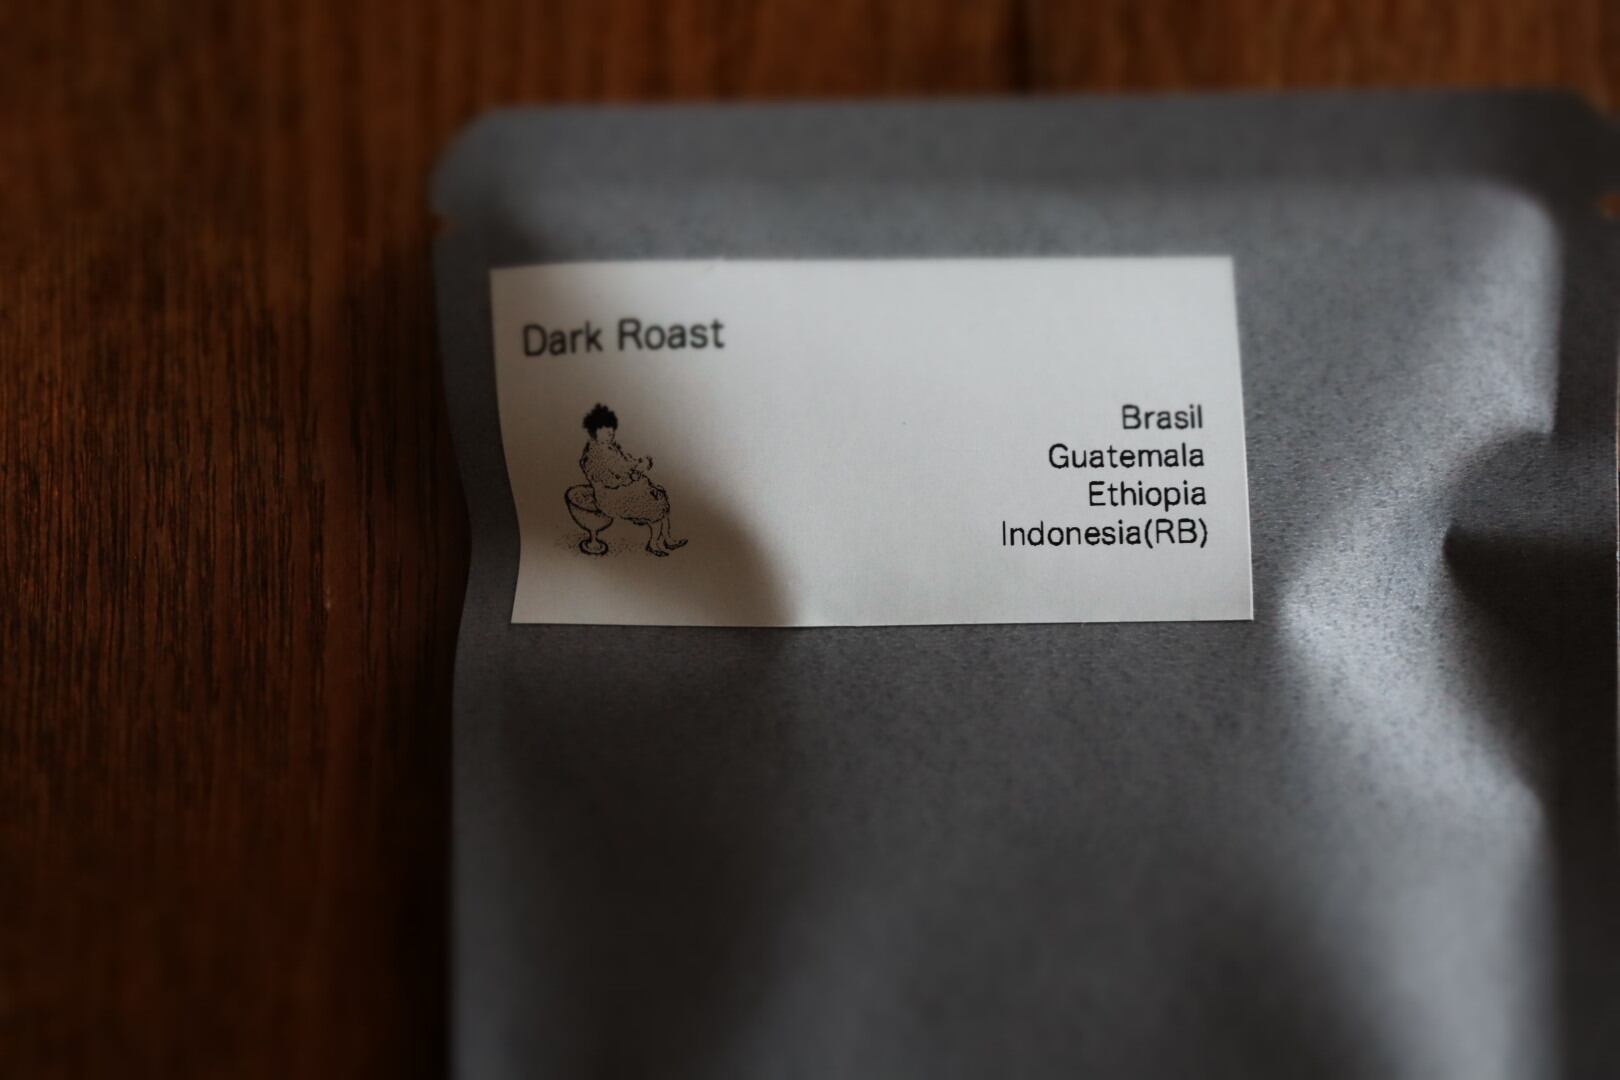 Dark Roast
Brasil
Guatemala
Ethiopia
Indonesia(RB)